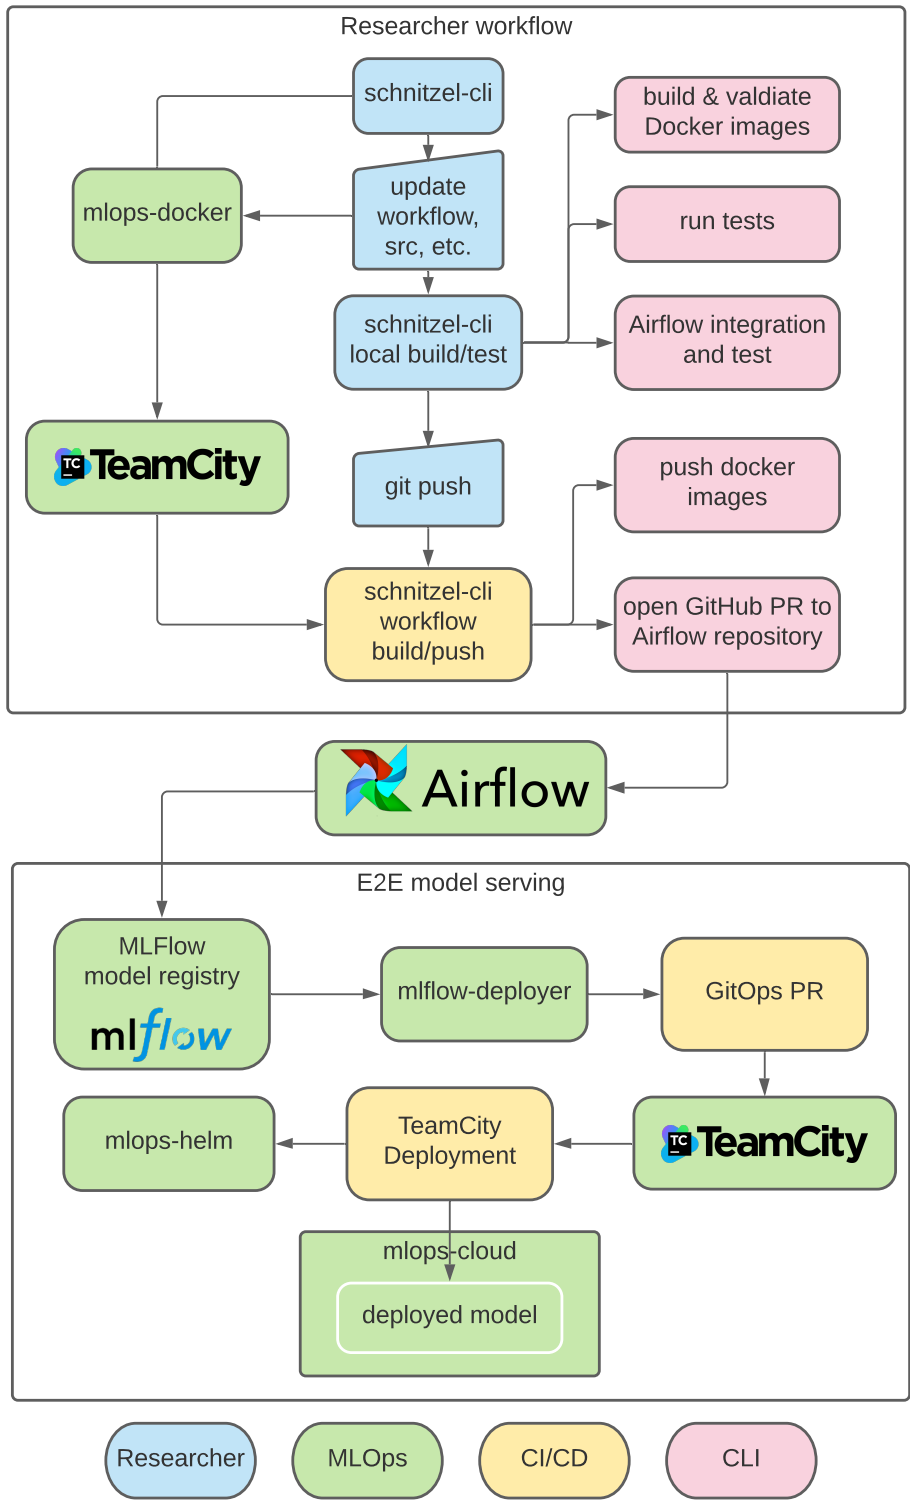 Researcher workflow
schnitzel-cli
build & valdiate
Docker images
update
workflow,
src, etc.
mlops-docker
run tests
schnitzel-cli
local build/test
Airflow integration
and test
TC
TeamCity
git push
push docker
images
schnitzel-cli
workflow
build/push
open GitHub PR to
Airflow repository
Airflow
E2E model serving
MLFlow
model registry
mlflow
mlflow-deployer
GitOps PR
mlops-helm
TeamCity
Deployment
TC
TeamCity
mlops-cloud
deployed model
Researcher
MLOps
CI/CD
CLI